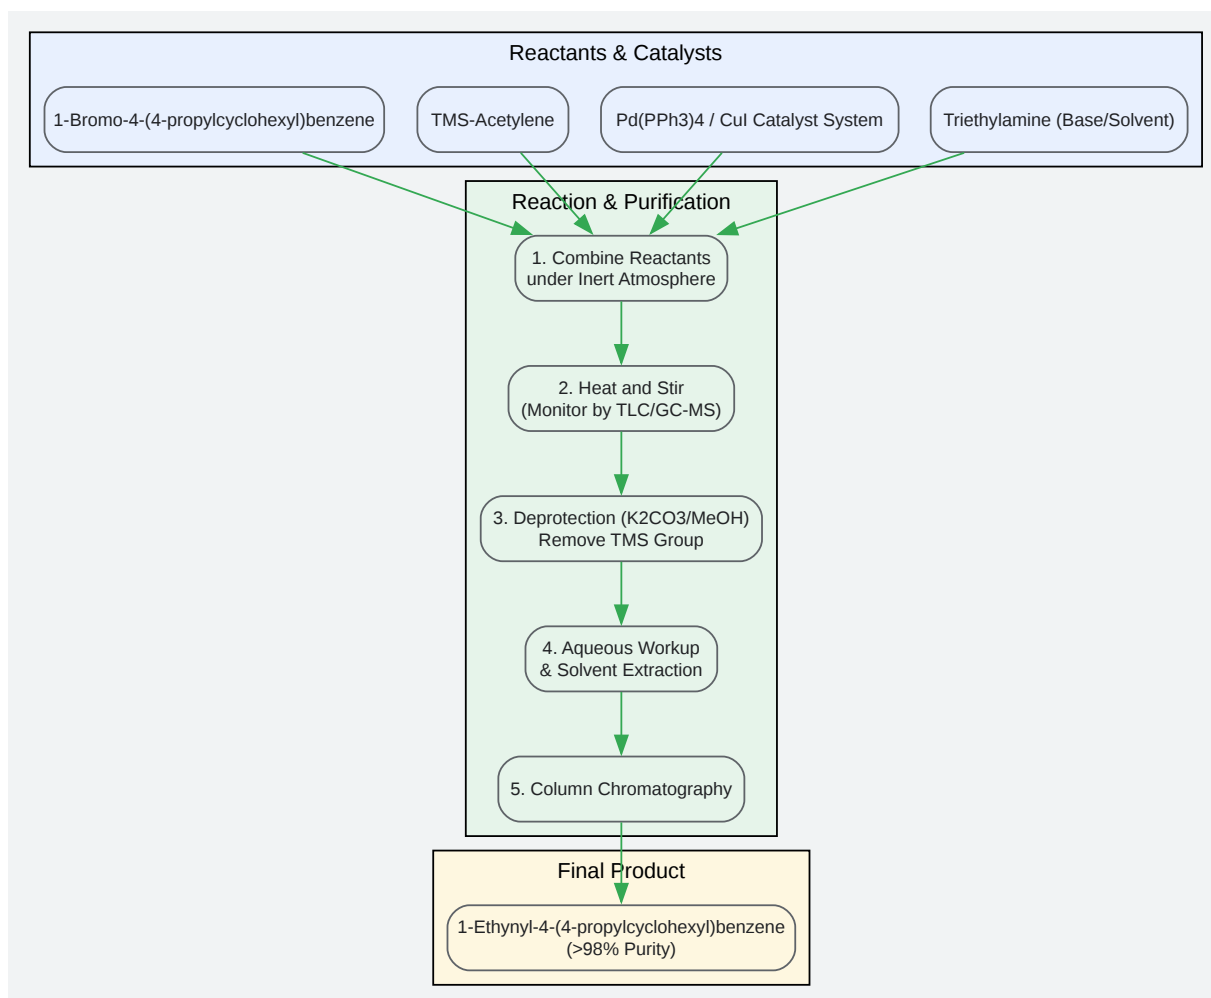 Reactants & Catalysts
1-Bromo-4-(4-propylcyclohexyl)benzene
TMS-Acetylene
Pd(PPh3)4 / CuI Catalyst System
Triethylamine (Base/Solvent)
Reaction & Purification
1. Combine Reactants
under Inert Atmosphere
2. Heat and Stir
(Monitor by TLC/GC-MS)
3. Deprotection (K2CO3/MeOH)
Remove TMS Group
4. Aqueous Workup
& Solvent Extraction
5. Column Chromatography
Final Product
1-Ethynyl-4-(4-propylcyclohexyl)benzene
(>98% Purity)